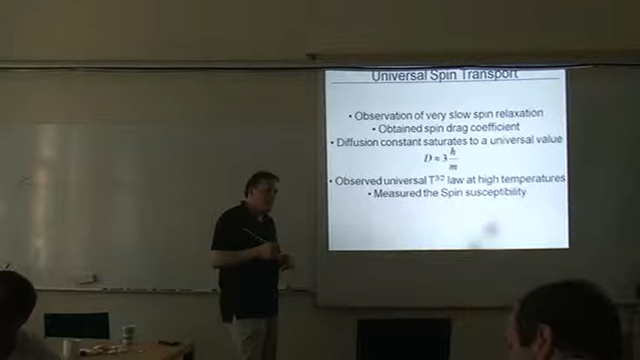 Universal Spin Transport
• Observation of very slow spin relaxation
• Obtained spin drag coefficient
• Diffusion constant saturates to a universal value
D ≈ 3 ħ/m
• Observed universal T^3/2 law at high temperatures
• Measured the Spin susceptibility